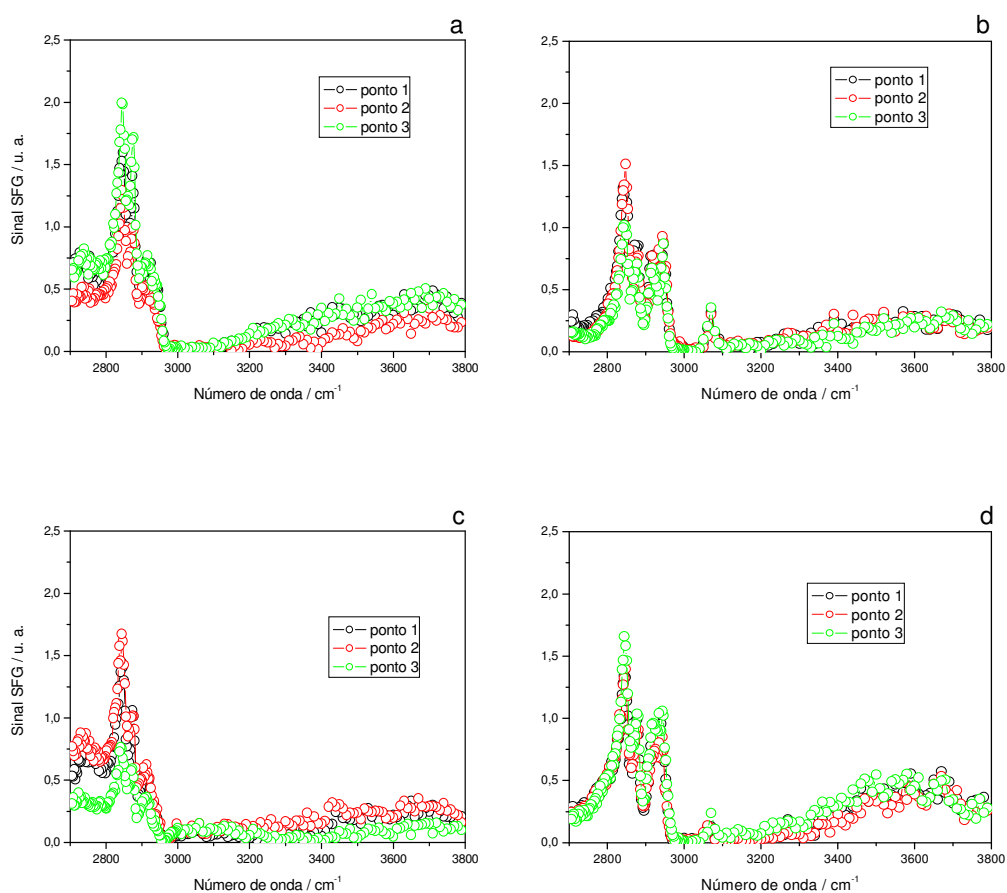 a
2,5
2,0
1,5
1,0
0,5
0,0
2800 3000 3200 3400 3600 3800
Sinal SFG / u. a.
Número de onda / cm-1
ponto 1
ponto 2
ponto 3
b
2,5
2,0
1,5
1,0
0,5
0,0
2800 3000 3200 3400 3600 3800
Número de onda / cm-1
ponto 1
ponto 2
ponto 3
c
2,5
2,0
1,5
1,0
0,5
0,0
2800 3000 3200 3400 3600 3800
Sinal SFG / u. a.
Número de onda / cm-1
ponto 1
ponto 2
ponto 3
d
2,5
2,0
1,5
1,0
0,5
0,0
2800 3000 3200 3400 3600 3800
Número de onda / cm-1
ponto 1
ponto 2
ponto 3